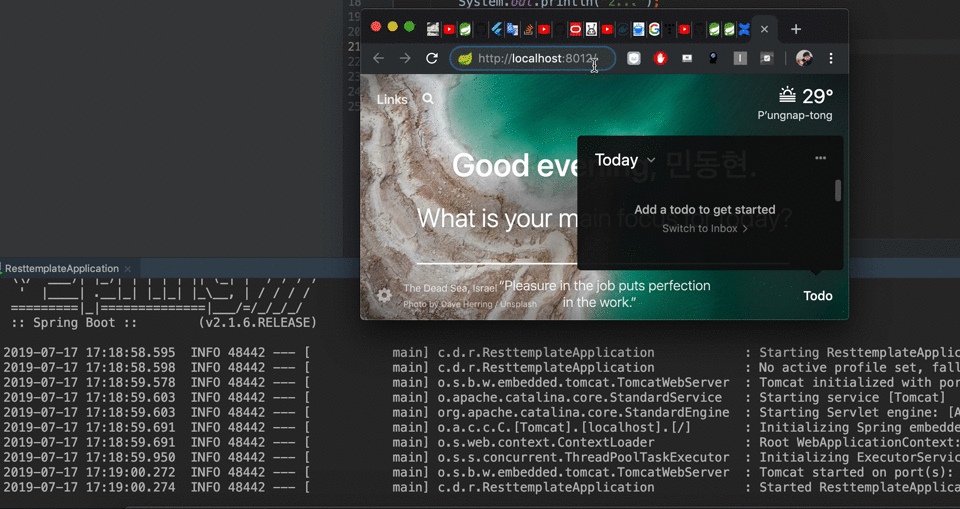 18
System.out.println("2...");
19
20
21
22
23
24
25
http://localhost:8012
Links
29°
P'ungnap-tong
Good evening, 민동현.
Today
What is your main focus for today?
Add a todo to get started
Switch to Inbox >
The Dead Sea, Israel
Photo by Dave Herring / Unsplash
"Pleasure in the job puts perfection
in the work."
Todo
ResttemplateApplication
:: Spring Boot ::        (v2.1.6.RELEASE)
2019-07-17 17:18:58.595  INFO 48442 --- [           main] c.d.r.ResttemplateApplication            : Starting ResttemplateApplic
2019-07-17 17:18:58.598  INFO 48442 --- [           main] c.d.r.ResttemplateApplication            : No active profile set, fall
2019-07-17 17:18:59.578  INFO 48442 --- [           main] o.s.b.w.embedded.tomcat.TomcatWebServer  : Tomcat initialized with por
2019-07-17 17:18:59.603  INFO 48442 --- [           main] o.apache.catalina.core.StandardService   : Starting service [Tomcat]
2019-07-17 17:18:59.603  INFO 48442 --- [           main] org.apache.catalina.core.StandardEngine  : Starting Servlet engine: [A
2019-07-17 17:18:59.691  INFO 48442 --- [           main] o.a.c.c.C.[Tomcat].[localhost].[/]       : Initializing Spring embedde
2019-07-17 17:18:59.691  INFO 48442 --- [           main] o.s.web.context.ContextLoader            : Root WebApplicationContext:
2019-07-17 17:18:59.950  INFO 48442 --- [           main] o.s.s.concurrent.ThreadPoolTaskExecutor  : Initializing ExecutorServic
2019-07-17 17:19:00.272  INFO 48442 --- [           main] o.s.b.w.embedded.tomcat.TomcatWebServer  : Tomcat started on port(s):
2019-07-17 17:19:00.274  INFO 48442 --- [           main] c.d.r.ResttemplateApplication            : Started ResttemplateApplica